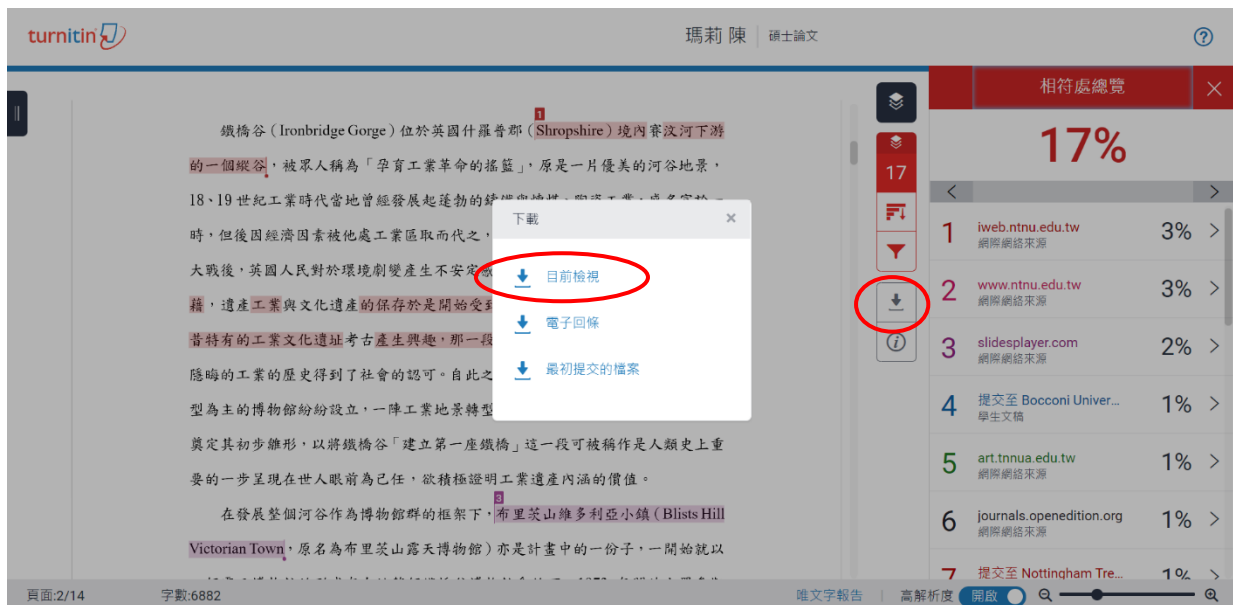 turnitin
瑪莉 陳 碩士論文
相符處總覽
17%
17
1
鐵橋谷(Ironbridge Gorge)位於英國什羅普郡(Shropshire)境內賽汶河下游
的一個縱谷,被眾人稱為「孕育工業革命的搖籃」,原是一片優美的河谷地景,
18、19 世紀工業時代當地曾經發展起蓬勃的
時,但後因經濟因素被他處工業區取而代之,
大戰後,英國人民對於環境劇變產生不安定
藉,遺產工業與文化遺產的保存於是開始受到
昔特有的工業文化遺址考古產生興趣,那一段
隱晦的工業的歷史得到了社會的認可。自此之
型為主的博物館紛紛設立,一陣工業地景轉型
奠定其初步雛形,以將鐵橋谷「建立第一座鐵橋」這一段可被稱作是人類史上重
要的一步呈現在世人眼前為己任,欲積極證明工業遺產內涵的價值。
3
在發展整個河谷作為博物館群的框架下,布里茨山維多利亞小鎮(Blists Hill
Victorian Town,原名為布里茨山露天博物館)亦是計畫中的一份子,一開始就以
下載
目前檢視
電子回條
最初提交的檔案
1 iweb.ntnu.edu.tw 3%
網際網絡來源
2 www.ntnu.edu.tw 3%
網際網絡來源
3 slidesplayer.com 2%
網際網絡來源
4 提交至 Bocconi Univer... 1%
學生文稿
5 art.tnnua.edu.tw 1%
網際網絡來源
6 journals.openedition.org 1%
網際網絡來源
7 提交至 Nottingham Tre... 1%
頁面:2/14 字數:6882 唯文字報告 高解析度 開啟